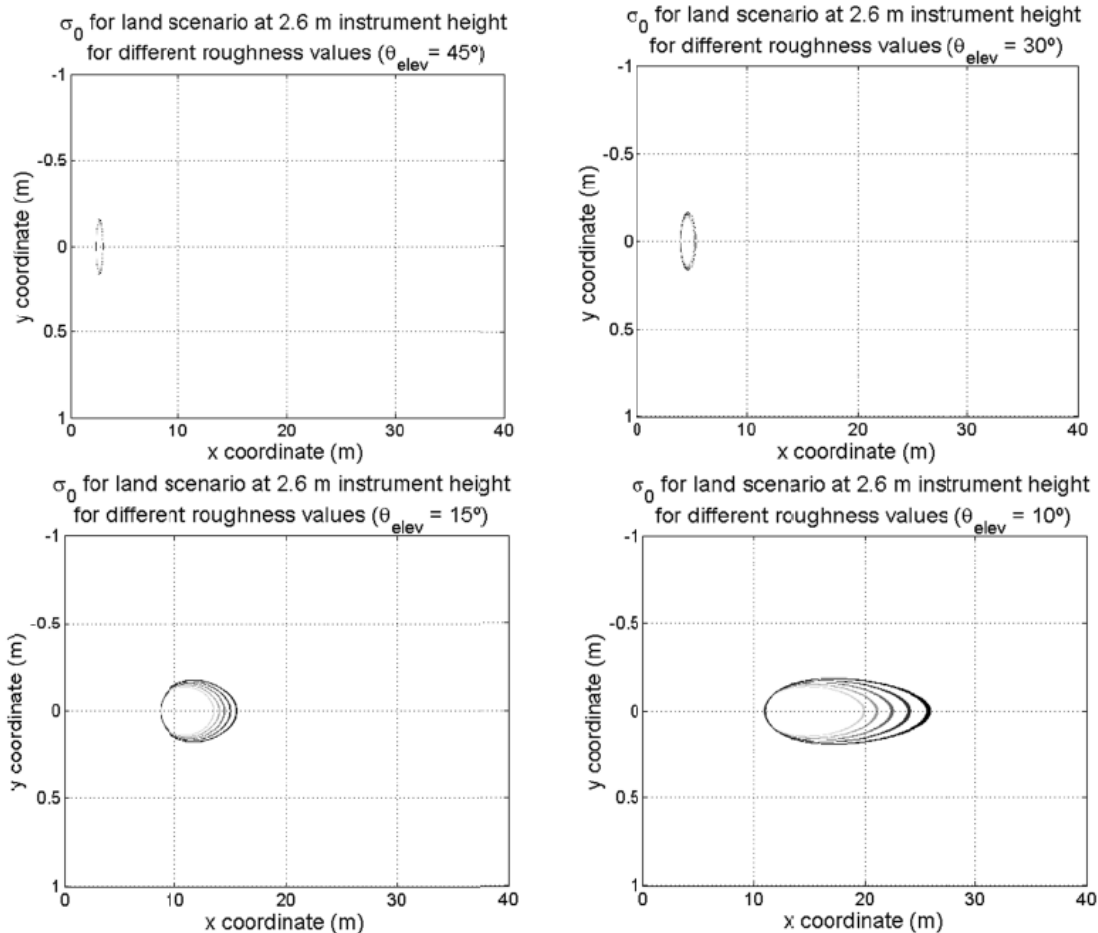 σ0 for land scenario at 2.6 m instrument height
for different roughness values (θelev = 45º)
-1
-0.5
0
0.5
1
y coordinate (m)
0 10 20 30 40
x coordinate (m)
σ0 for land scenario at 2.6 m instrument height
for different roughness values (θelev = 30º)
-1
-0.5
0
0.5
1
y coordinate (m)
0 10 20 30 40
x coordinate (m)
σ0 for land scenario at 2.6 m instrument height
for different roughness values (θelev = 15º)
-1
-0.5
0
0.5
1
y coordinate (m)
0 10 20 30 40
x coordinate (m)
σ0 for land scenario at 2.6 m instrument height
for different roughness values (θelev = 10º)
-1
-0.5
0
0.5
1
y coordinate (m)
0 10 20 30 40
x coordinate (m)